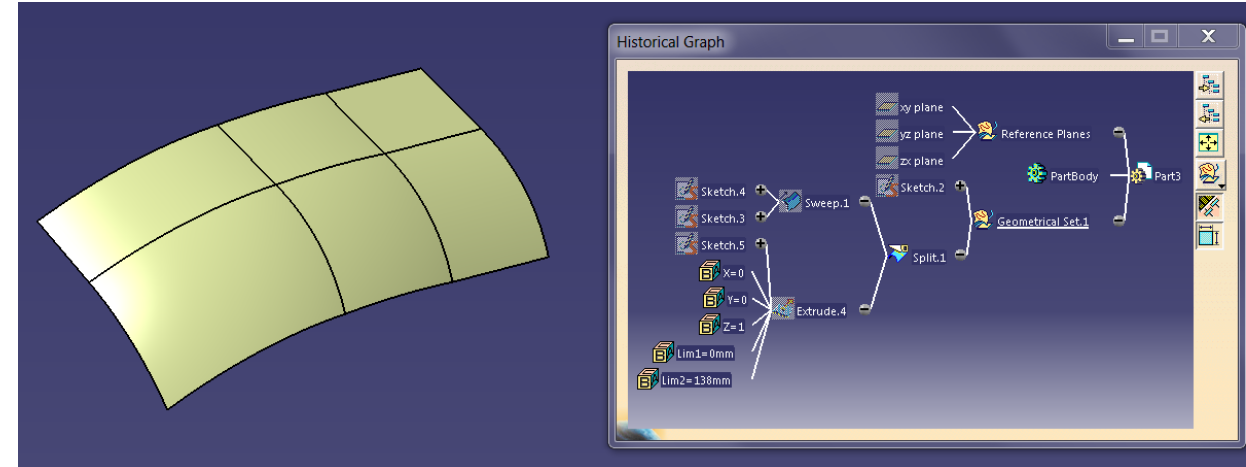 Historical Graph
xy plane
yz plane
Reference Planes
zx plane
PartBody
Part3
Sketch.4
Sketch.2
Sweep.1
Sketch.3
Geometrical Set.1
Sketch.5
Split.1
X=0
Y=0
Extrude.4
Z=1
Lim1=0mm
Lim2=138mm